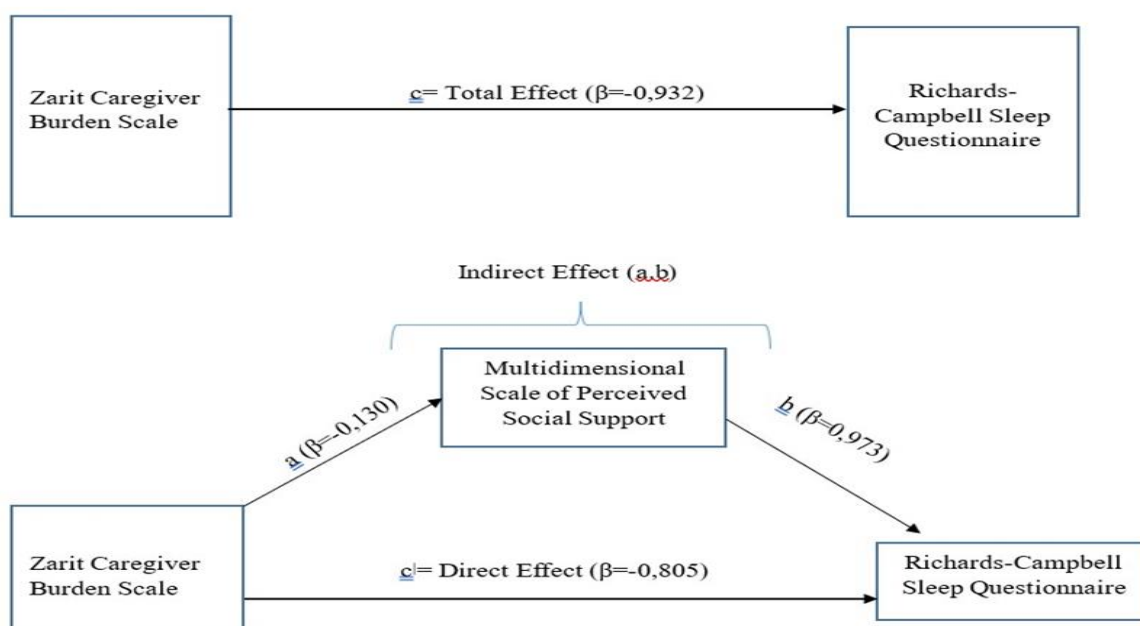 Zarit Caregiver
Burden Scale
c= Total Effect (β=-0,932)
Richards-
Campbell Sleep
Questionnaire
Indirect Effect (a.b)
Multidimensional
Scale of Perceived
Social Support
a (β=-0,130)
b (β=0,973)
Zarit Caregiver
Burden Scale
c|= Direct Effect (β=-0,805)
Richards-Campbell
Sleep Questionnaire